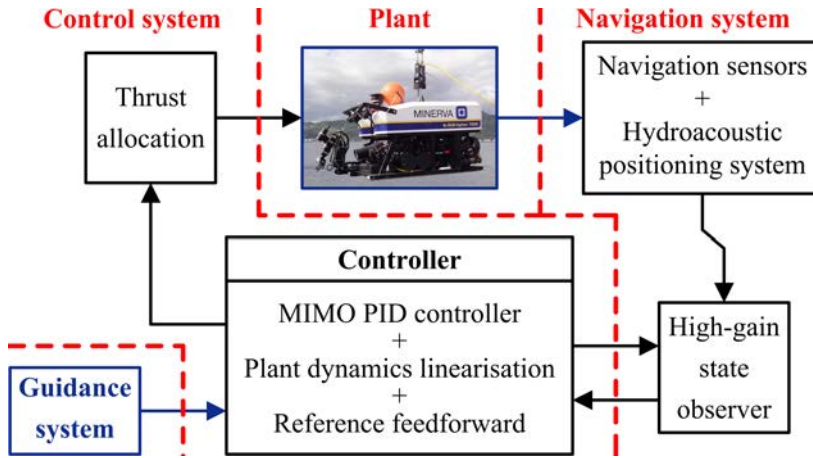 Control system
Plant
Navigation system
Thrust
allocation
MINERVA
Navigation sensors
+
Hydroacoustic
positioning system
Controller
MIMO PID controller
+
Plant dynamics linearisation
+
Reference feedforward
High-gain
state
observer
Guidance
system